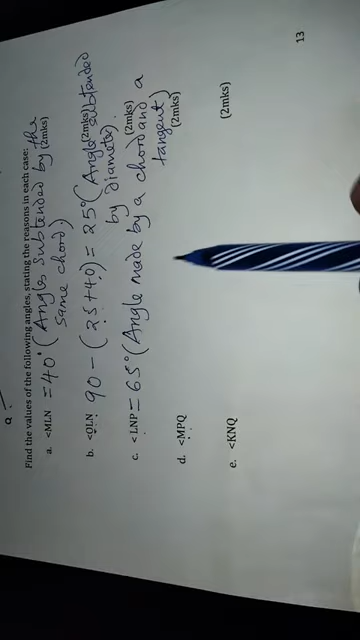 Find the values of the following angles, stating the reasons in each case:
a. <MLN = 40° (Angles subtended by the (2mks)
same chord)
b. <OLN 90 - (25+40) = 25° (Angle subtended (2mks)
by diameter)
c. <LNP = 65° (Angle made by a chord and a (2mks)
tangent)
d. <MPQ (2mks)
e. <KNQ (2mks)
13